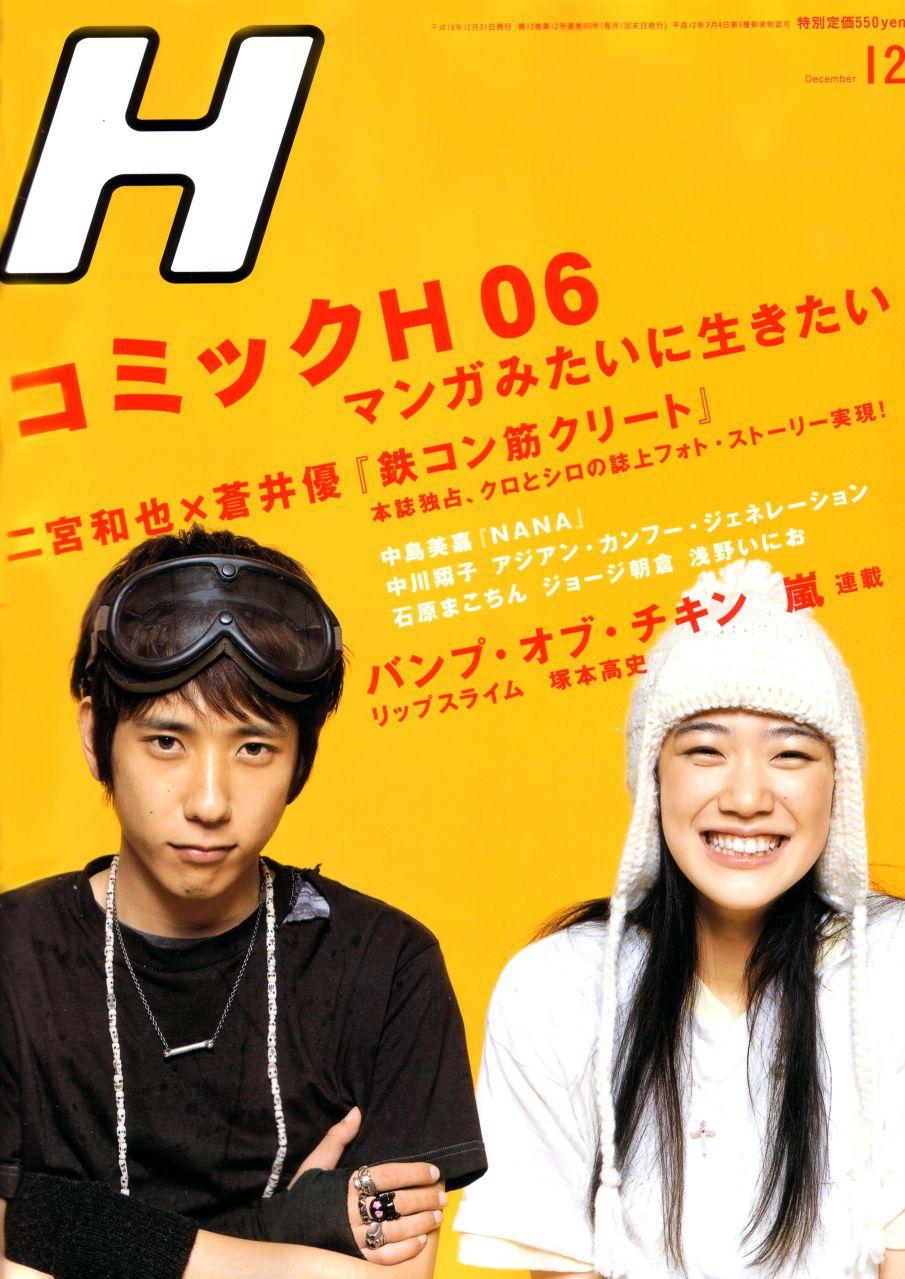 平成18年12月31日発行 第13巻第12号通巻90号(毎月1回末日発行) 平成12年7月4日第3種郵便物認可 特別定価550yen
December 12
H
コミックH 06
マンガみたいに生きたい
二宮和也×蒼井優『鉄コン筋クリート』
本誌独占、クロとシロの誌上フォト・ストーリー実現!
中島美嘉『NANA』
中川翔子 アジアン・カンフー・ジェネレーション
石原まこちん ジョージ朝倉 浅野いにお
バンプ・オブ・チキン 嵐 連載
リップスライム 塚本高史